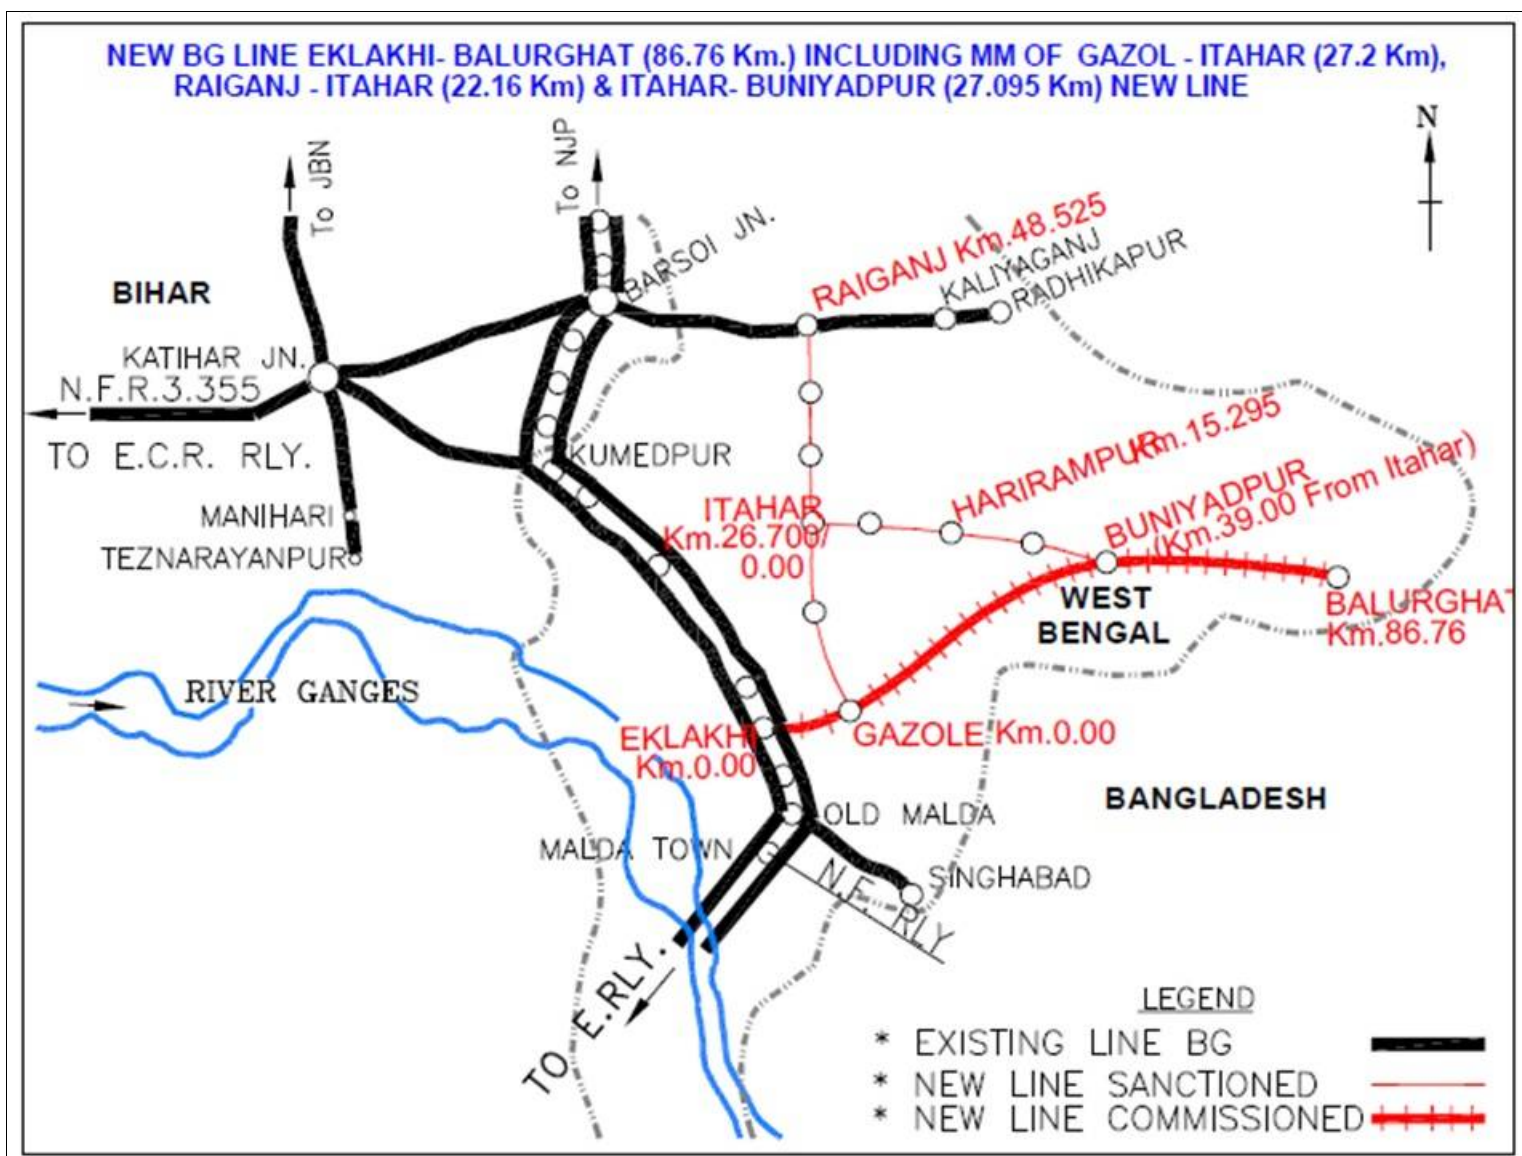 NEW BG LINE EKLAKHI- BALURGHAT (86.76 Km.) INCLUDING MM OF GAZOL - ITAHAR (27.2 Km),
RAIGANJ - ITAHAR (22.16 Km) & ITAHAR- BUNIYADPUR (27.095 Km) NEW LINE
N
To JBN
To NJP
BARSOI JN.
RAIGANJ Km.48.525
KALIYAGANJ
RADHIKAPUR
BIHAR
KATIHAR JN.
N.F.R.3.355
TO E.C.R. RLY.
KUMEDPUR
MANIHARI
TEZNARAYANPUR
ITAHAR
Km.26.700/
0.00
HARIRAMPUR Km.15.295
BUNIYADPUR
(Km.39.00 From Itahar)
WEST
BENGAL
BALURGHAT
Km.86.76
RIVER GANGES
EKLAKHI
Km.0.00
GAZOLE Km.0.00
BANGLADESH
OLD MALDA
MALDA TOWN
SINGHABAD
N.F. RLY
TO E.RLY.
LEGEND
* EXISTING LINE BG
* NEW LINE SANCTIONED
* NEW LINE COMMISSIONED